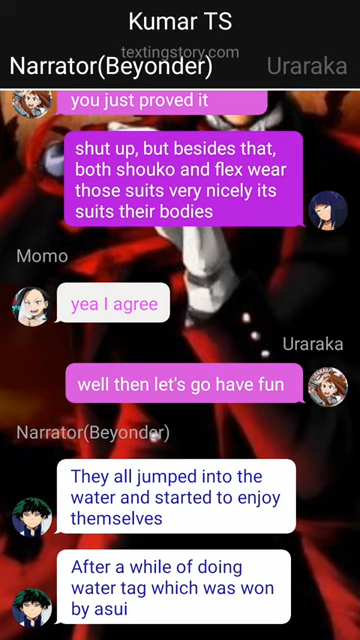 Kumar TS
textingstory.com
Narrator(Beyonder) Uraraka
you just proved it
shut up, but besides that,
both shouko and flex wear
those suits very nicely its
suits their bodies
Momo
yea I agree
Uraraka
well then let's go have fun
Narrator(Beyonder)
They all jumped into the
water and started to enjoy
themselves
After a while of doing
water tag which was won
by asui